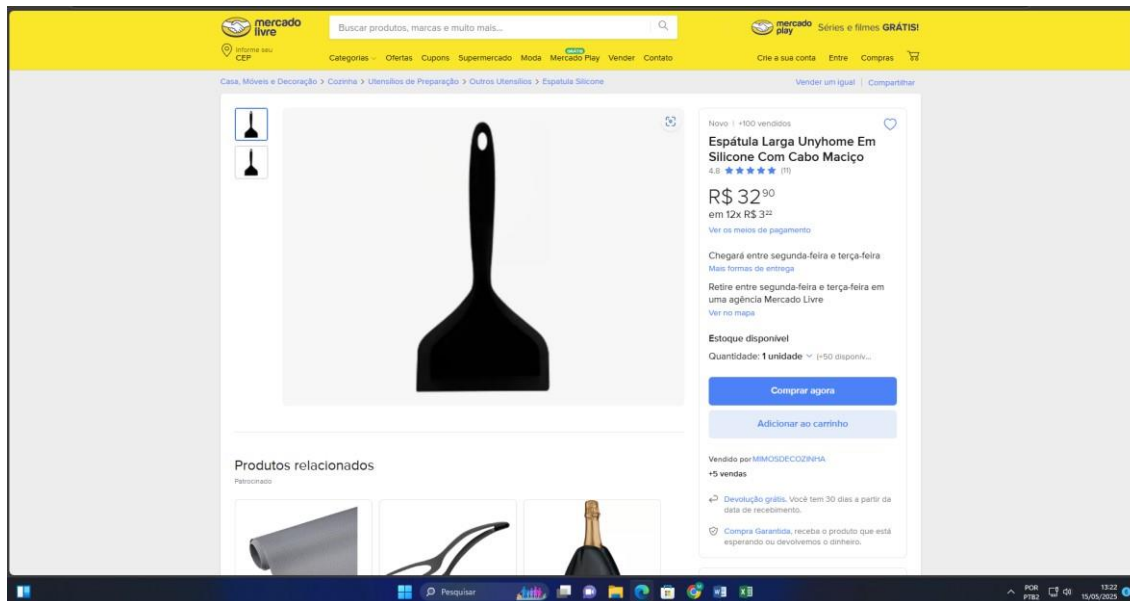 mercado
livre
Buscar produtos, marcas e muito mais...
mercado
play
Séries e filmes GRÁTIS!
Informe seu
CEP
Categorias
Ofertas
Cupons
Supermercado
Moda
Mercado Play
GRÁTIS
Vender
Contato
Crie a sua conta
Entre
Compras
Casa, Móveis e Decoração > Cozinha > Utensílios de Preparação > Outros Utensílios > Espatula Silicone
Vender um igual | Compartilhar
Novo | +100 vendidos
Espátula Larga Unyhome Em
Silicone Com Cabo Maciço
4.8 ★★★★★ (11)
R$ 32 90
em 12x R$ 3 22
Ver os meios de pagamento
Chegará entre segunda-feira e terça-feira
Mais formas de entrega
Retire entre segunda-feira e terça-feira em
uma agência Mercado Livre
Ver no mapa
Estoque disponível
Quantidade: 1 unidade (+50 disponív...
Comprar agora
Adicionar ao carrinho
Vendido por MIMOSDECOZINHA
+5 vendas
Devolução grátis. Você tem 30 dias a partir da
data de recebimento.
Compra Garantida, receba o produto que está
esperando ou devolvemos o dinheiro.
Produtos relacionados
Patrocinado
Pesquisar
POR
PTB2
13:22
15/05/2025